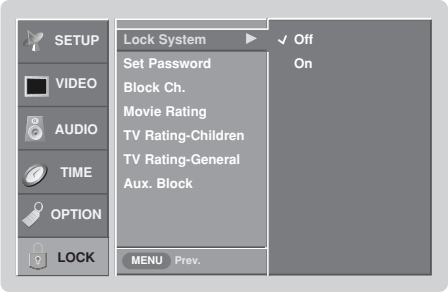 SETUP
VIDEO
AUDIO
TIME
OPTION
LOCK
Lock System
Set Password
Block Ch.
Movie Rating
TV Rating-Children
TV Rating-General
Aux. Block
MENU Prev.
Off
On